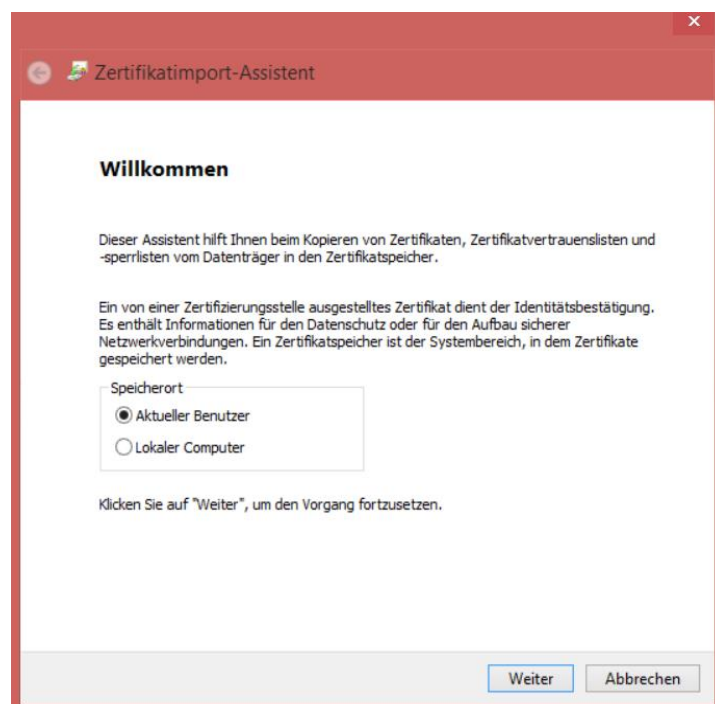 Zertifikatimport-Assistent
Willkommen
Dieser Assistent hilft Ihnen beim Kopieren von Zertifikaten, Zertifikatvertrauenslisten und
-sperrlisten vom Datenträger in den Zertifikatspeicher.
Ein von einer Zertifizierungsstelle ausgestelltes Zertifikat dient der Identitätsbestätigung.
Es enthält Informationen für den Datenschutz oder für den Aufbau sicherer
Netzwerkverbindungen. Ein Zertifikatspeicher ist der Systembereich, in dem Zertifikate
gespeichert werden.
Speicherort
Aktueller Benutzer
Lokaler Computer
Klicken Sie auf "Weiter", um den Vorgang fortzusetzen.
Weiter Abbrechen